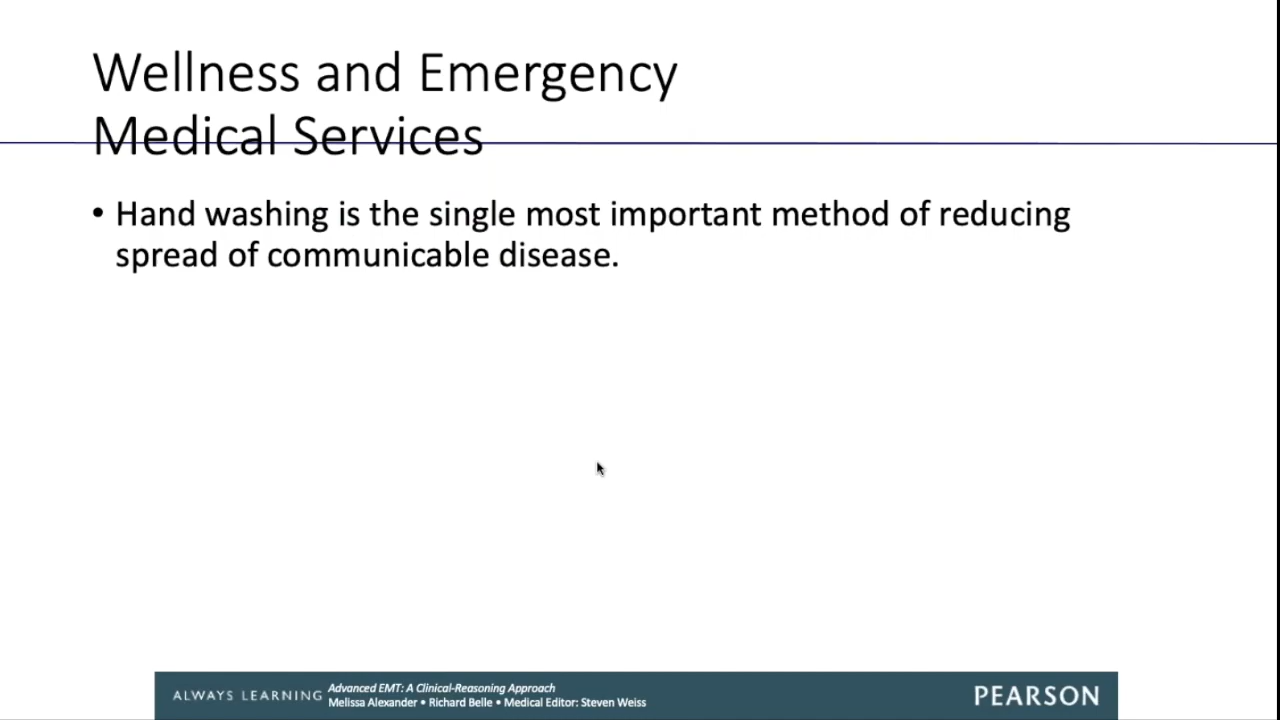 Wellness and Emergency
Medical Services
• Hand washing is the single most important method of reducing
spread of communicable disease.
ALWAYS LEARNING
Advanced EMT: A Clinical-Reasoning Approach
Melissa Alexander • Richard Belle • Medical Editor: Steven Weiss
PEARSON